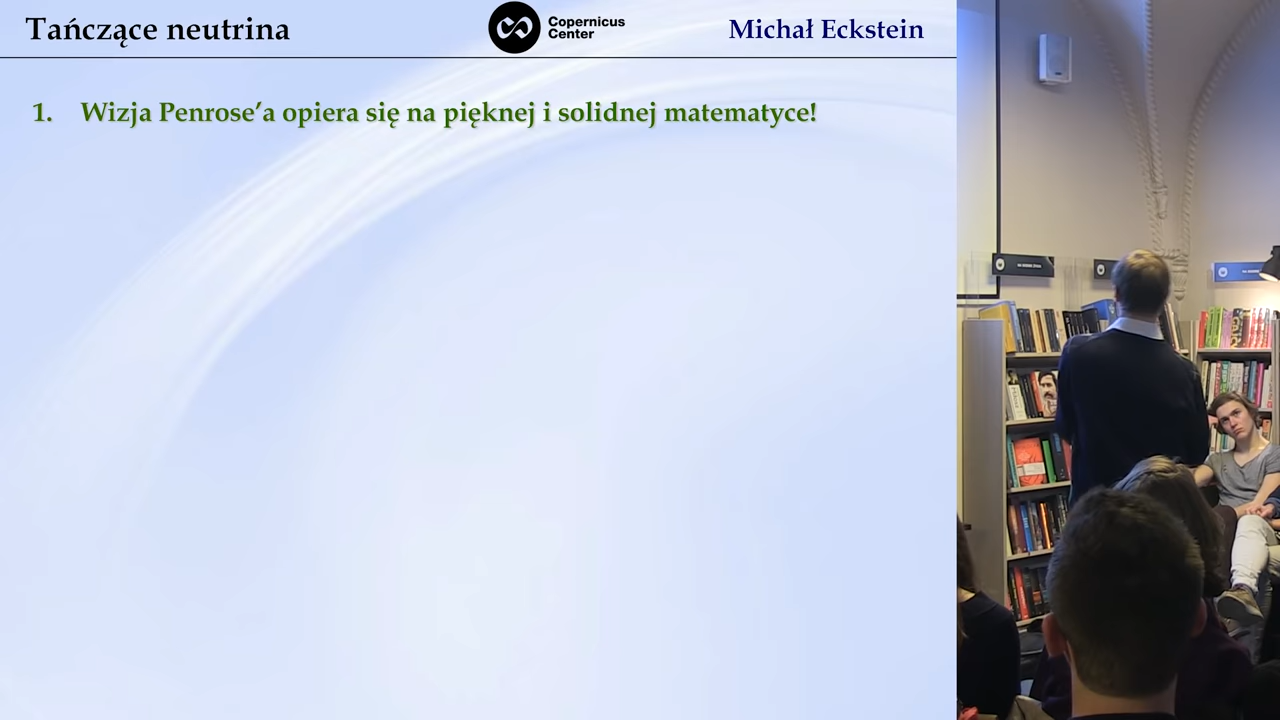 Tańczące neutrina
Copernicus
Center
Michał Eckstein
1. Wizja Penrose’a opiera się na pięknej i solidnej matematyce!